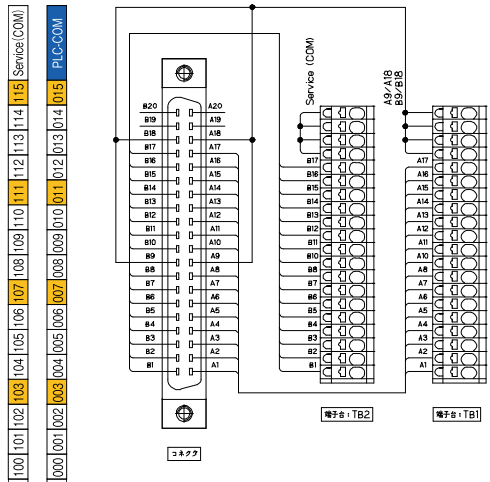 Service(COM)
115
114
113
112
111
110
109
108
107
106
105
104
103
102
101
100
PLC-COM
015
014
013
012
011
010
009
008
007
006
005
004
003
002
001
000
B20 A20
B19 A19
B18 A18
B17 A17
B16 A16
B15 A15
B14 A14
B13 A13
B12 A12
B11 A11
B10 A10
B9 A9
B8 A8
B7 A7
B6 A6
B5 A5
B4 A4
B3 A3
B2 A2
B1 A1
コネクタ
Service (COM)
B17
B16
B15
B14
B13
B12
B11
B10
B8
B7
B6
B5
B4
B3
B2
B1
端子台:TB2
A9/A18
B9/B18
A17
A16
A15
A14
A13
A12
A11
A10
A8
A7
A6
A5
A4
A3
A2
A1
端子台:TB1